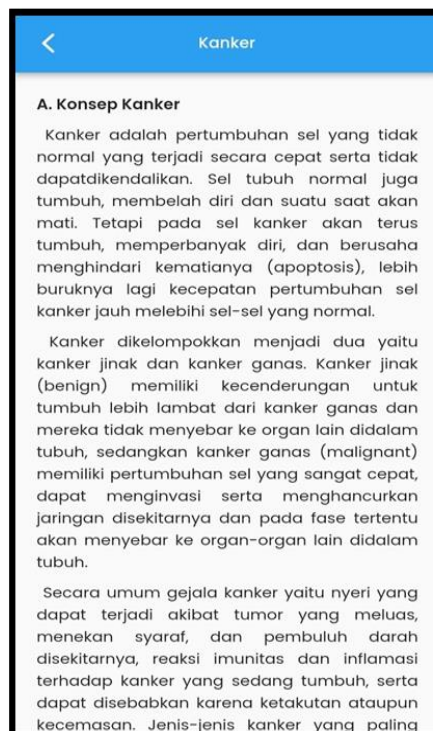 Kanker
A. Konsep Kanker
Kanker adalah pertumbuhan sel yang tidak
normal yang terjadi secara cepat serta tidak
dapatdikendalikan. Sel tubuh normal juga
tumbuh, membelah diri dan suatu saat akan
mati. Tetapi pada sel kanker akan terus
tumbuh, memperbanyak diri, dan berusaha
menghindari kematianya (apoptosis), lebih
buruknya lagi kecepatan pertumbuhan sel
kanker jauh melebihi sel-sel yang normal.
Kanker dikelompokkan menjadi dua yaitu
kanker jinak dan kanker ganas. Kanker jinak
(benign) memiliki kecenderungan untuk
tumbuh lebih lambat dari kanker ganas dan
mereka tidak menyebar ke organ lain didalam
tubuh, sedangkan kanker ganas (malignant)
memiliki pertumbuhan sel yang sangat cepat,
dapat menginvasi serta menghancurkan
jaringan disekitarnya dan pada fase tertentu
akan menyebar ke organ-organ lain didalam
tubuh.
Secara umum gejala kanker yaitu nyeri yang
dapat terjadi akibat tumor yang meluas,
menekan syaraf, dan pembuluh darah
disekitarnya, reaksi imunitas dan inflamasi
terhadap kanker yang sedang tumbuh, serta
dapat disebabkan karena ketakutan ataupun
kecemasan. Jenis-jenis kanker yang paling